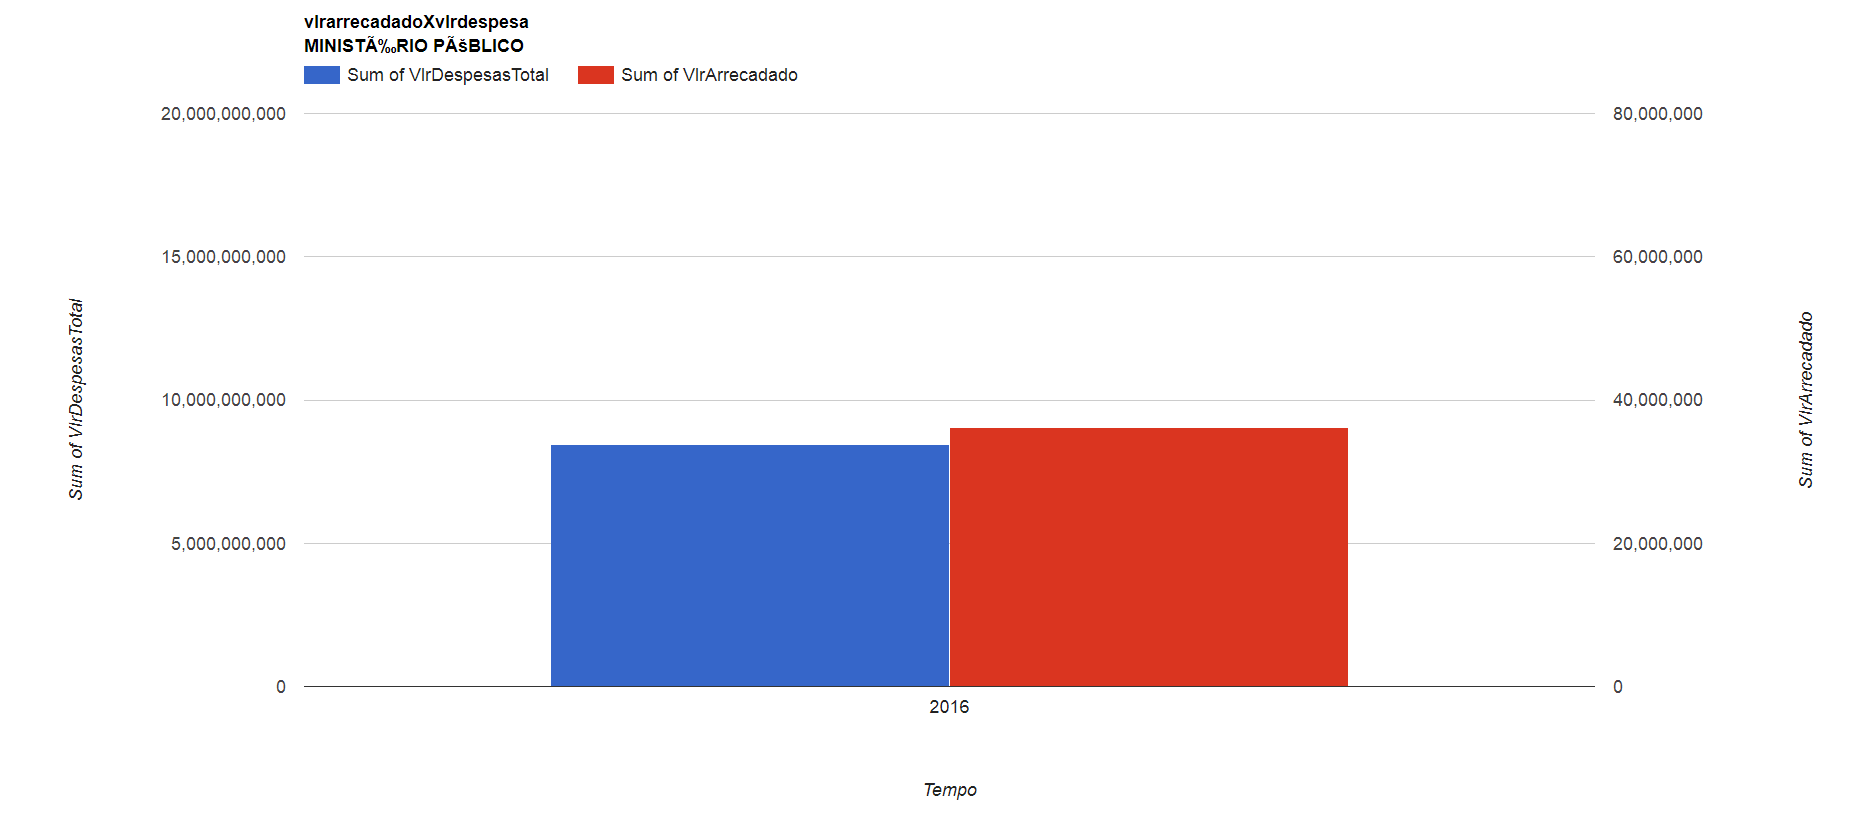 vlrarrecadadoXvlrdespesa
MINISTÃ‰RIO PÃšBLICO
Sum of VlrDespesasTotal
Sum of VlrArrecadado
20,000,000,000
15,000,000,000
10,000,000,000
5,000,000,000
0
80,000,000
60,000,000
40,000,000
20,000,000
0
Sum of VlrDespesasTotal
Sum of VlrArrecadado
2016
Tempo